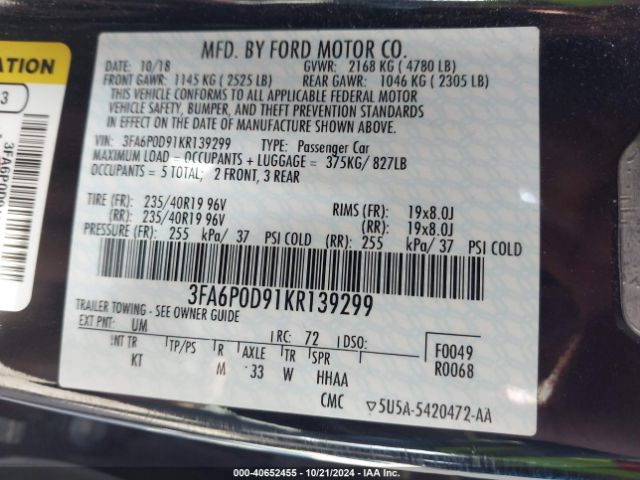 MFD. BY FORD MOTOR CO.
DATE: 10/18 GVWR: 2168 KG ( 4780 LB)
FRONT GAWR: 1145 KG ( 2525 LB) REAR GAWR: 1046 KG ( 2305 LB)
THIS VEHICLE CONFORMS TO ALL APPLICABLE FEDERAL MOTOR
VEHICLE SAFETY, BUMPER, AND THEFT PREVENTION STANDARDS
IN EFFECT ON THE DATE OF MANUFACTURE SHOWN ABOVE.
VIN: 3FA6P0D91KR139299 TYPE: Passenger Car
MAXIMUM LOAD = OCCUPANTS + LUGGAGE = 375KG/ 827LB
OCCUPANTS = 5 TOTAL; 2 FRONT, 3 REAR
TIRE (FR): 235/40R19 96V RIMS (FR): 19x8.0J
(RR): 235/40R19 96V (RR): 19x8.0J
PRESSURE (FR): 255 kPa/ 37 PSI COLD (RR): 255 kPa/ 37 PSI COLD
3FA6P0D91KR139299
TRAILER TOWING - SEE OWNER GUIDE
EXT PNT: UM RC: 72 DSO: F0049
R0068
INT TR TP/PS R AXLE TR SPR
KT M 33 W HHAA
CMC 5U5A-5420472-AA
ATION
3
000-40652455 - 10/21/2024 - IAA Inc.